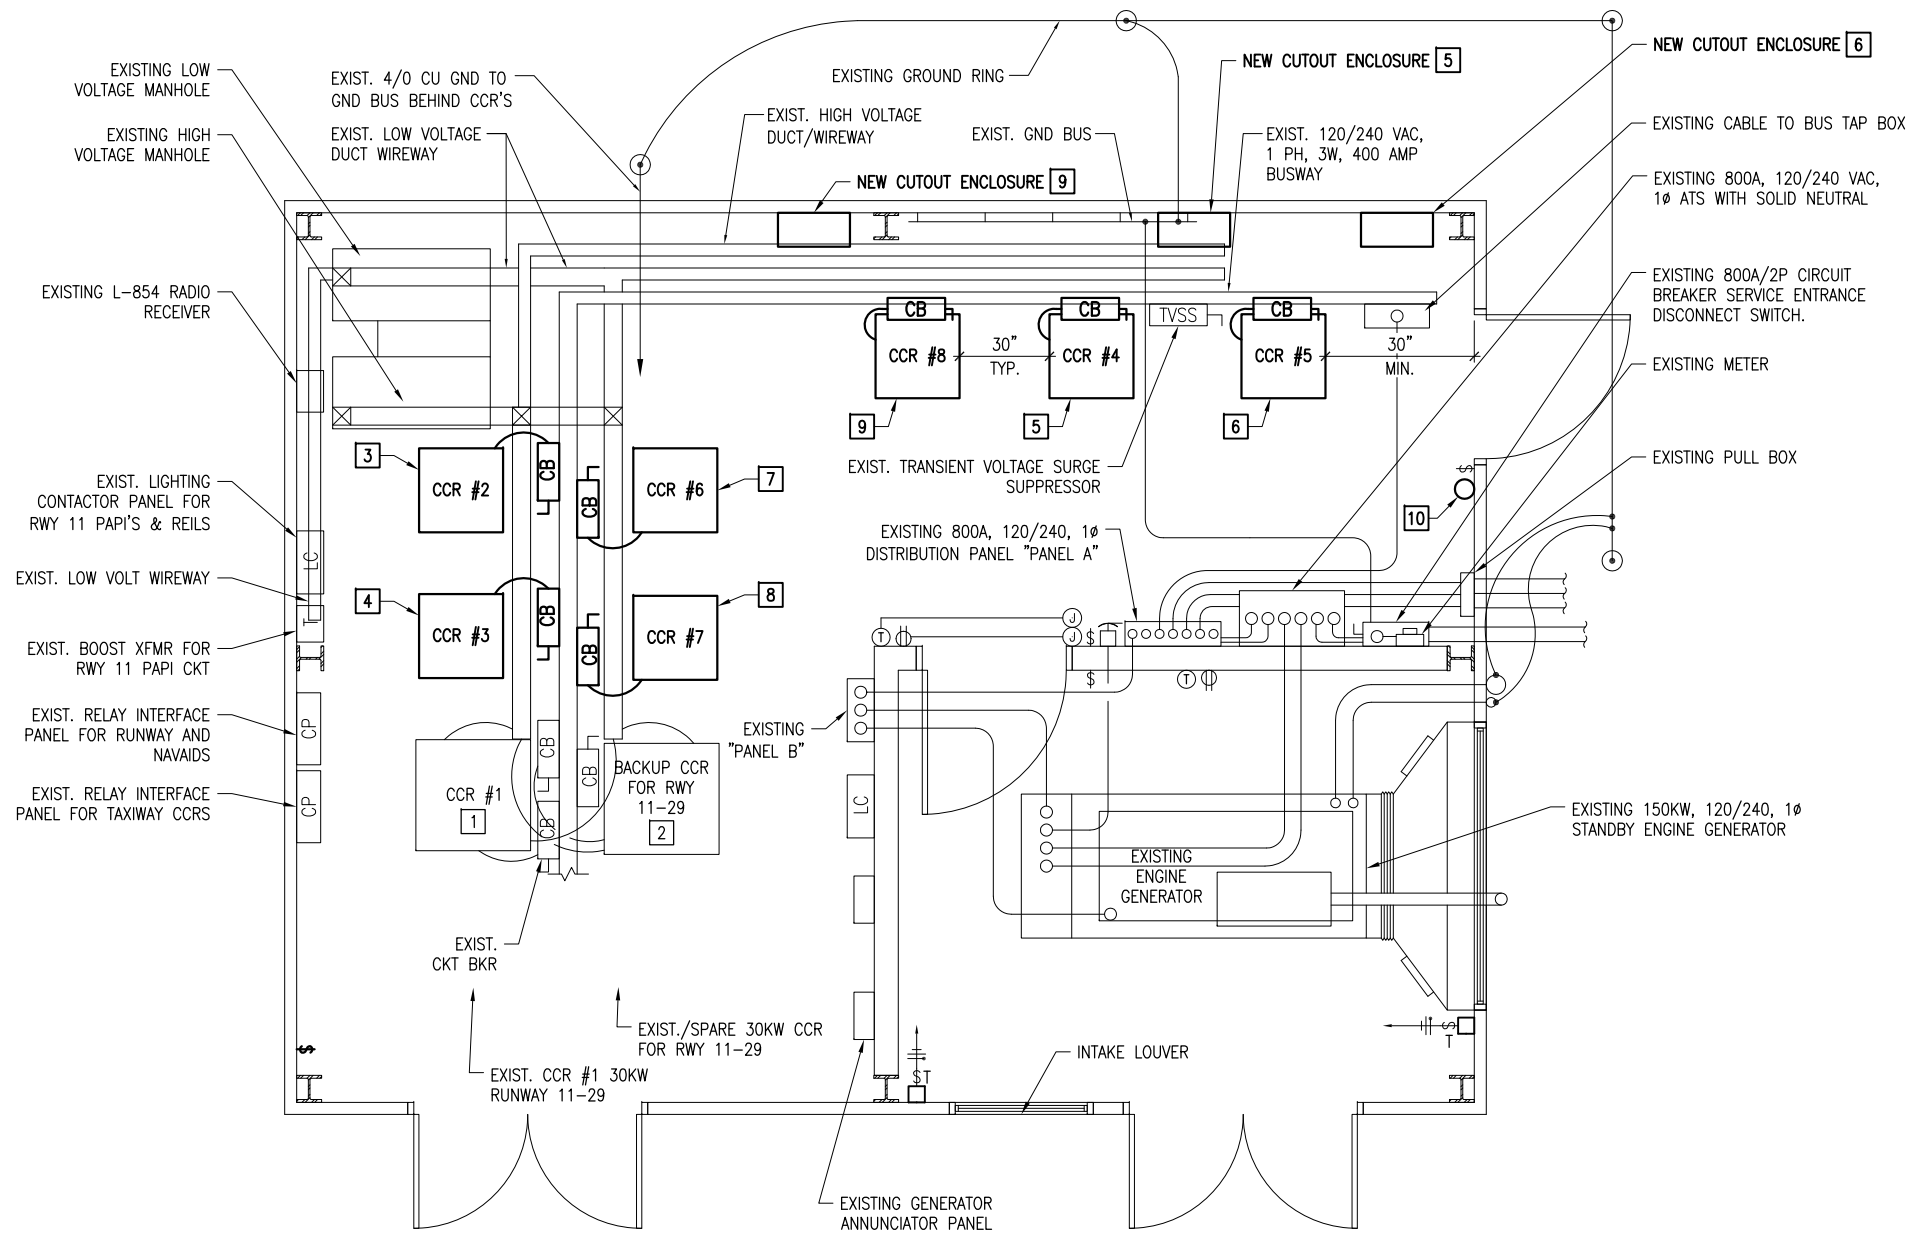 EXISTING LOW
VOLTAGE MANHOLE
EXISTING HIGH
VOLTAGE MANHOLE
EXIST. 4/0 CU GND TO
GND BUS BEHIND CCR'S
EXIST. LOW VOLTAGE
DUCT WIREWAY
EXISTING GROUND RING
EXIST. HIGH VOLTAGE
DUCT/WIREWAY
EXIST. GND BUS
NEW CUTOUT ENCLOSURE 5
NEW CUTOUT ENCLOSURE 6
EXIST. 120/240 VAC,
1 PH, 3W, 400 AMP
BUSWAY
EXISTING CABLE TO BUS TAP BOX
NEW CUTOUT ENCLOSURE 9
EXISTING 800A, 120/240 VAC,
1ø ATS WITH SOLID NEUTRAL
EXISTING 800A/2P CIRCUIT
BREAKER SERVICE ENTRANCE
DISCONNECT SWITCH.
EXISTING METER
EXISTING PULL BOX
EXISTING L-854 RADIO
RECEIVER
CB
CCR #8
9
30"
TYP.
CB
CCR #4
5
TVSS
CB
CCR #5
6
30"
MIN.
EXIST. TRANSIENT VOLTAGE SURGE
SUPPRESSOR
S
10
3
CCR #2
CB
CB
CCR #6
7
EXIST. LIGHTING
CONTACTOR PANEL FOR
RWY 11 PAPI'S & REILS
LC
EXIST. LOW VOLT WIREWAY
T
EXIST. BOOST XFMR FOR
RWY 11 PAPI CKT
4
CCR #3
CB
CB
CCR #7
8
EXISTING 800A, 120/240, 1ø
DISTRIBUTION PANEL "PANEL A"
T
J
J
$
$
T
EXIST. RELAY INTERFACE
PANEL FOR RUNWAY AND
NAVAIDS
CP
EXIST. RELAY INTERFACE
PANEL FOR TAXIWAY CCRS
CP
CCR #1
1
CB
CB
CB
BACKUP CCR
FOR RWY
11-29
2
EXISTING
"PANEL B"
LC
EXISTING
ENGINE
GENERATOR
EXISTING 150KW, 120/240, 1ø
STANDBY ENGINE GENERATOR
EXIST.
CKT BKR
EXIST./SPARE 30KW CCR
FOR RWY 11-29
EXIST. CCR #1 30KW
RUNWAY 11-29
$
ST
S
T
INTAKE LOUVER
EXISTING GENERATOR
ANNUNCIATOR PANEL